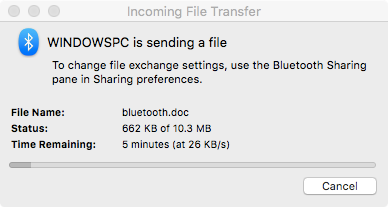 Incoming File Transfer
WINDOWSPC is sending a file
To change file exchange settings, use the Bluetooth Sharing
pane in Sharing preferences.
File Name: bluetooth.doc
Status: 662 KB of 10.3 MB
Time Remaining: 5 minutes (at 26 KB/s)
Cancel